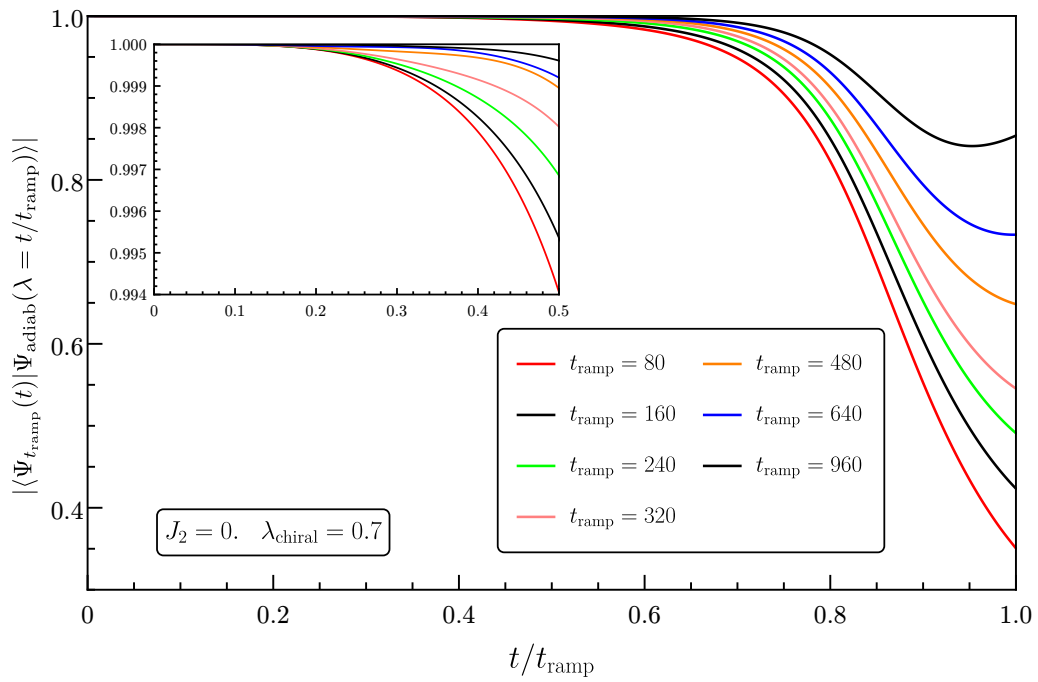 |⟨Ψ_{t_ramp}(t)|Ψ_adiab(λ = t/t_ramp)⟩|
1.0
0.8
0.6
0.4
1.000
0.999
0.998
0.997
0.996
0.995
0.994
0 0.1 0.2 0.3 0.4 0.5
t_ramp = 80 t_ramp = 480
t_ramp = 160 t_ramp = 640
t_ramp = 240 t_ramp = 960
t_ramp = 320
J_2 = 0. λ_chiral = 0.7
0 0.2 0.4 0.6 0.8 1.0
t/t_ramp